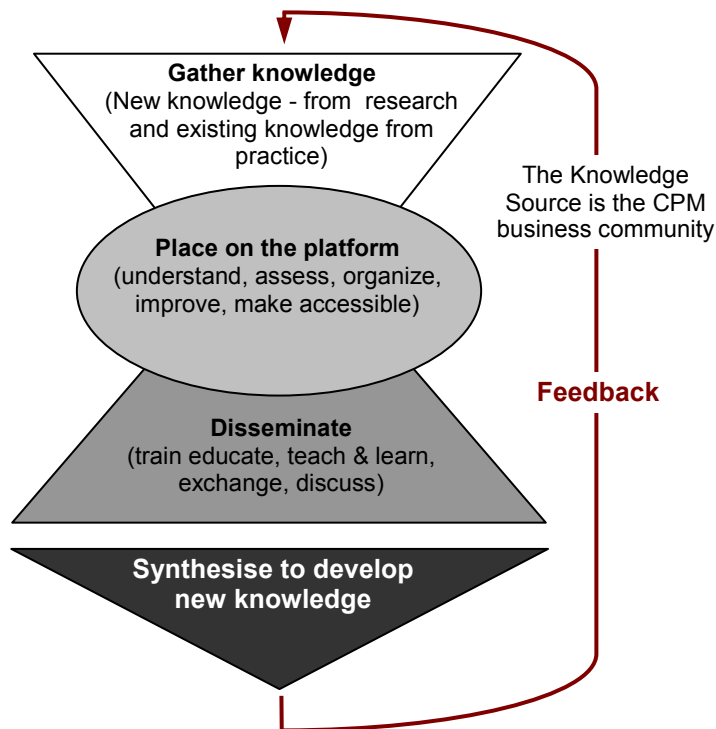 Gather knowledge
(New knowledge - from research
and existing knowledge from
practice)
The Knowledge
Source is the CPM
business community
Place on the platform
(understand, assess, organize,
improve, make accessible)
Feedback
Disseminate
(train educate, teach & learn,
exchange, discuss)
Synthesise to develop
new knowledge